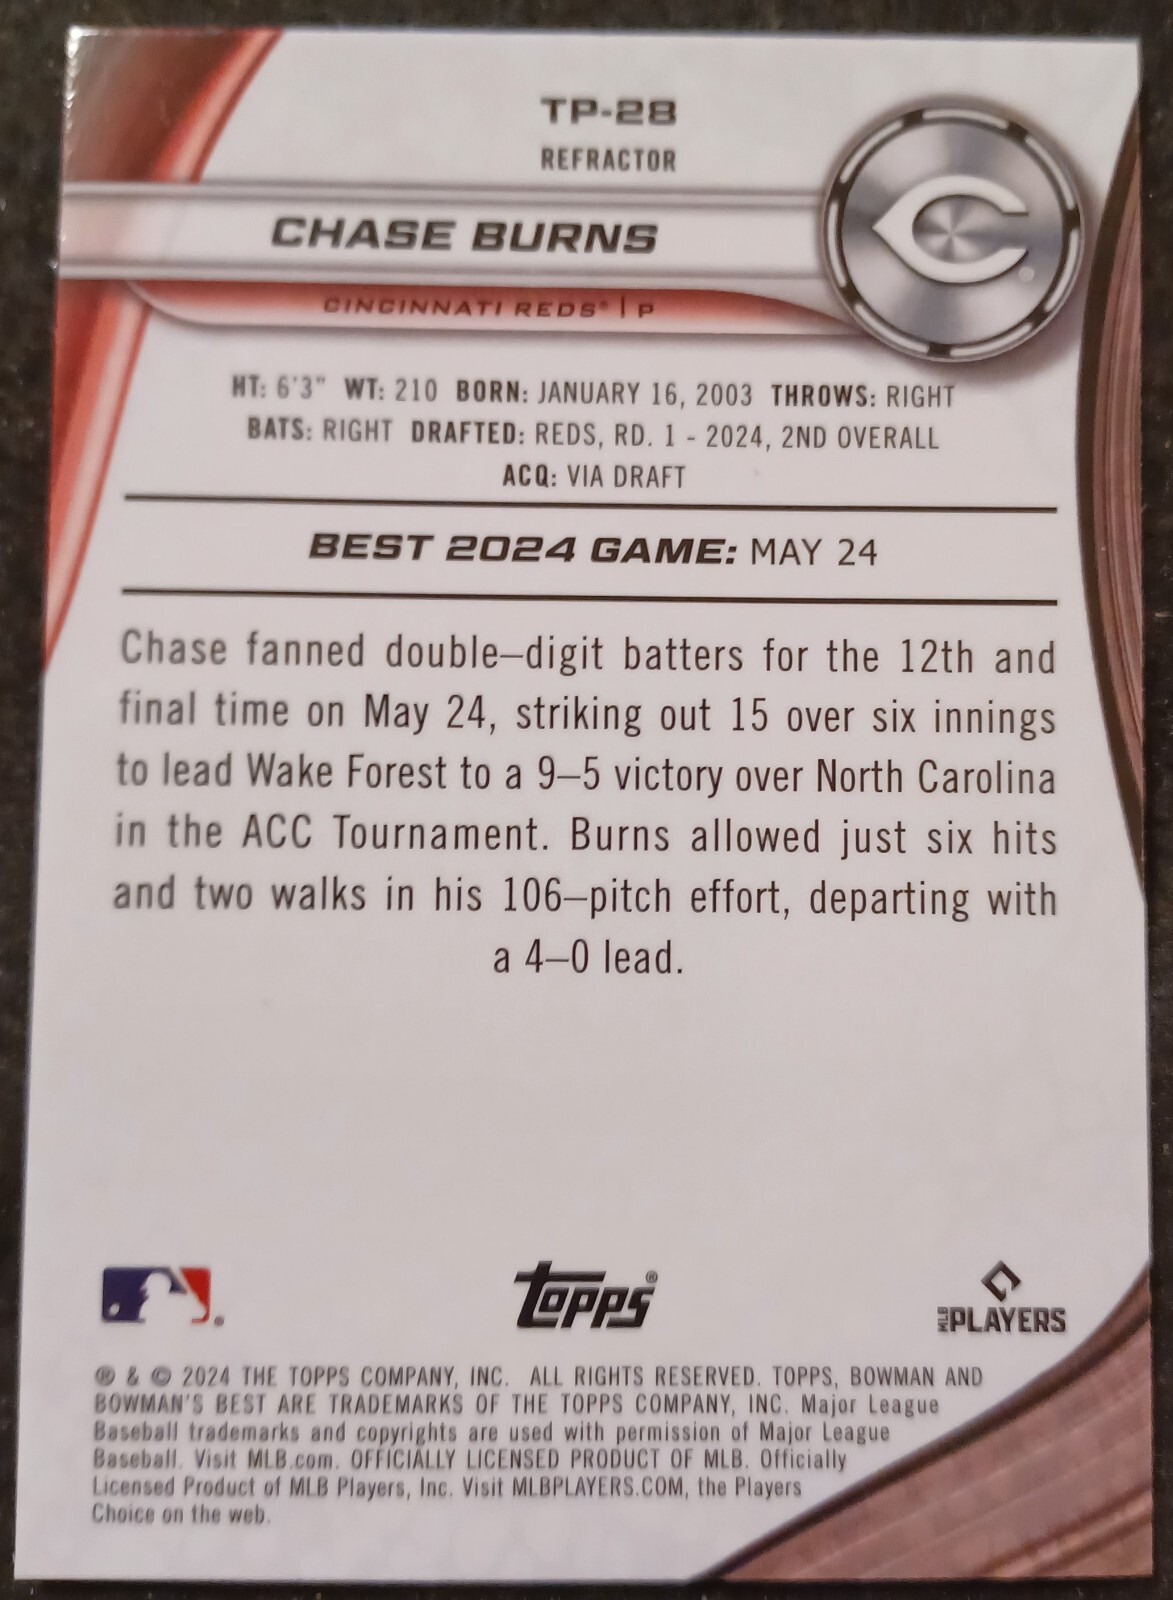 TP-28
REFRACTOR
CHASE BURNS
CINCINNATI REDS® | P
HT: 6'3" WT: 210 BORN: JANUARY 16, 2003 THROWS: RIGHT
BATS: RIGHT DRAFTED: REDS, RD. 1 - 2024, 2ND OVERALL
ACQ: VIA DRAFT
BEST 2024 GAME: MAY 24
Chase fanned double–digit batters for the 12th and
final time on May 24, striking out 15 over six innings
to lead Wake Forest to a 9–5 victory over North Carolina
in the ACC Tournament. Burns allowed just six hits
and two walks in his 106–pitch effort, departing with
a 4–0 lead.
Topps®
MLB PLAYERS
® & © 2024 THE TOPPS COMPANY, INC. ALL RIGHTS RESERVED. TOPPS, BOWMAN AND
BOWMAN'S BEST ARE TRADEMARKS OF THE TOPPS COMPANY, INC. Major League
Baseball trademarks and copyrights are used with permission of Major League
Baseball. Visit MLB.com. OFFICIALLY LICENSED PRODUCT OF MLB. Officially
Licensed Product of MLB Players, Inc. Visit MLBPLAYERS.COM, the Players
Choice on the web.